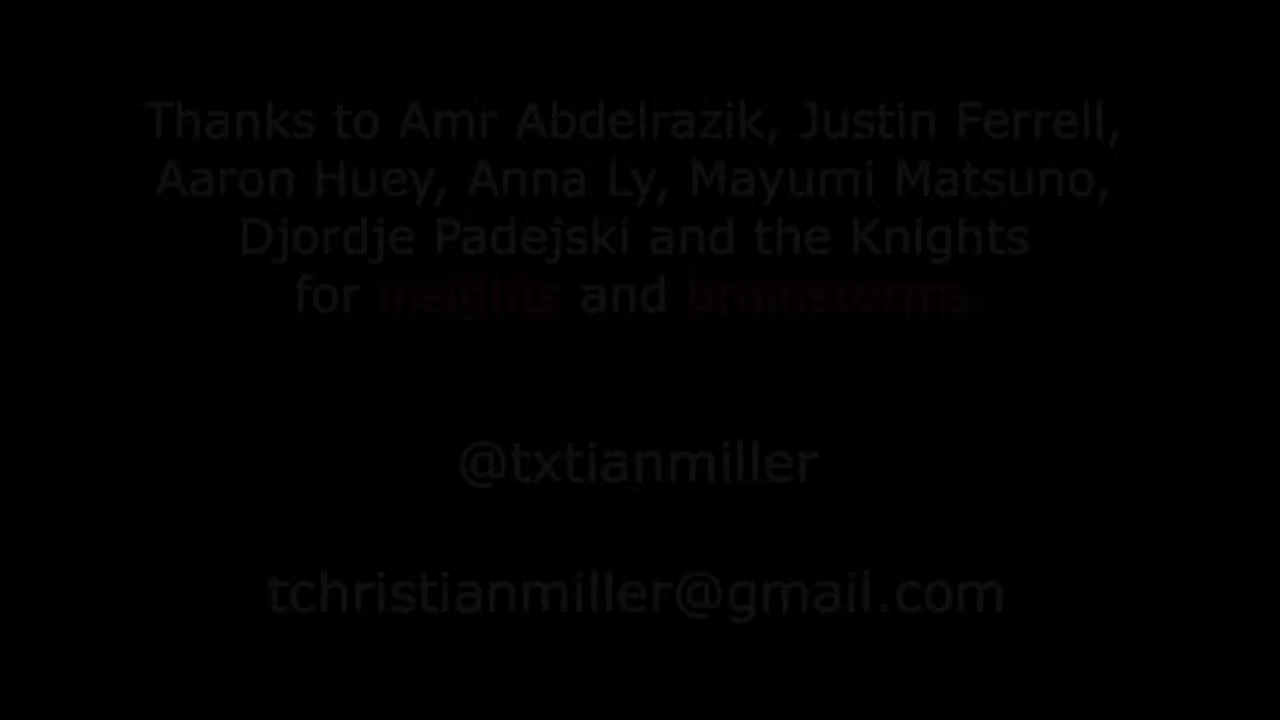 Thanks to Amr Abdelrazik, Justin Ferrell,
Aaron Huey, Anna Ly, Mayumi Matsuno,
Djordje Padejski and the Knights
for insights and brainstorms.
@txtianmiller
tchristianmiller@gmail.com